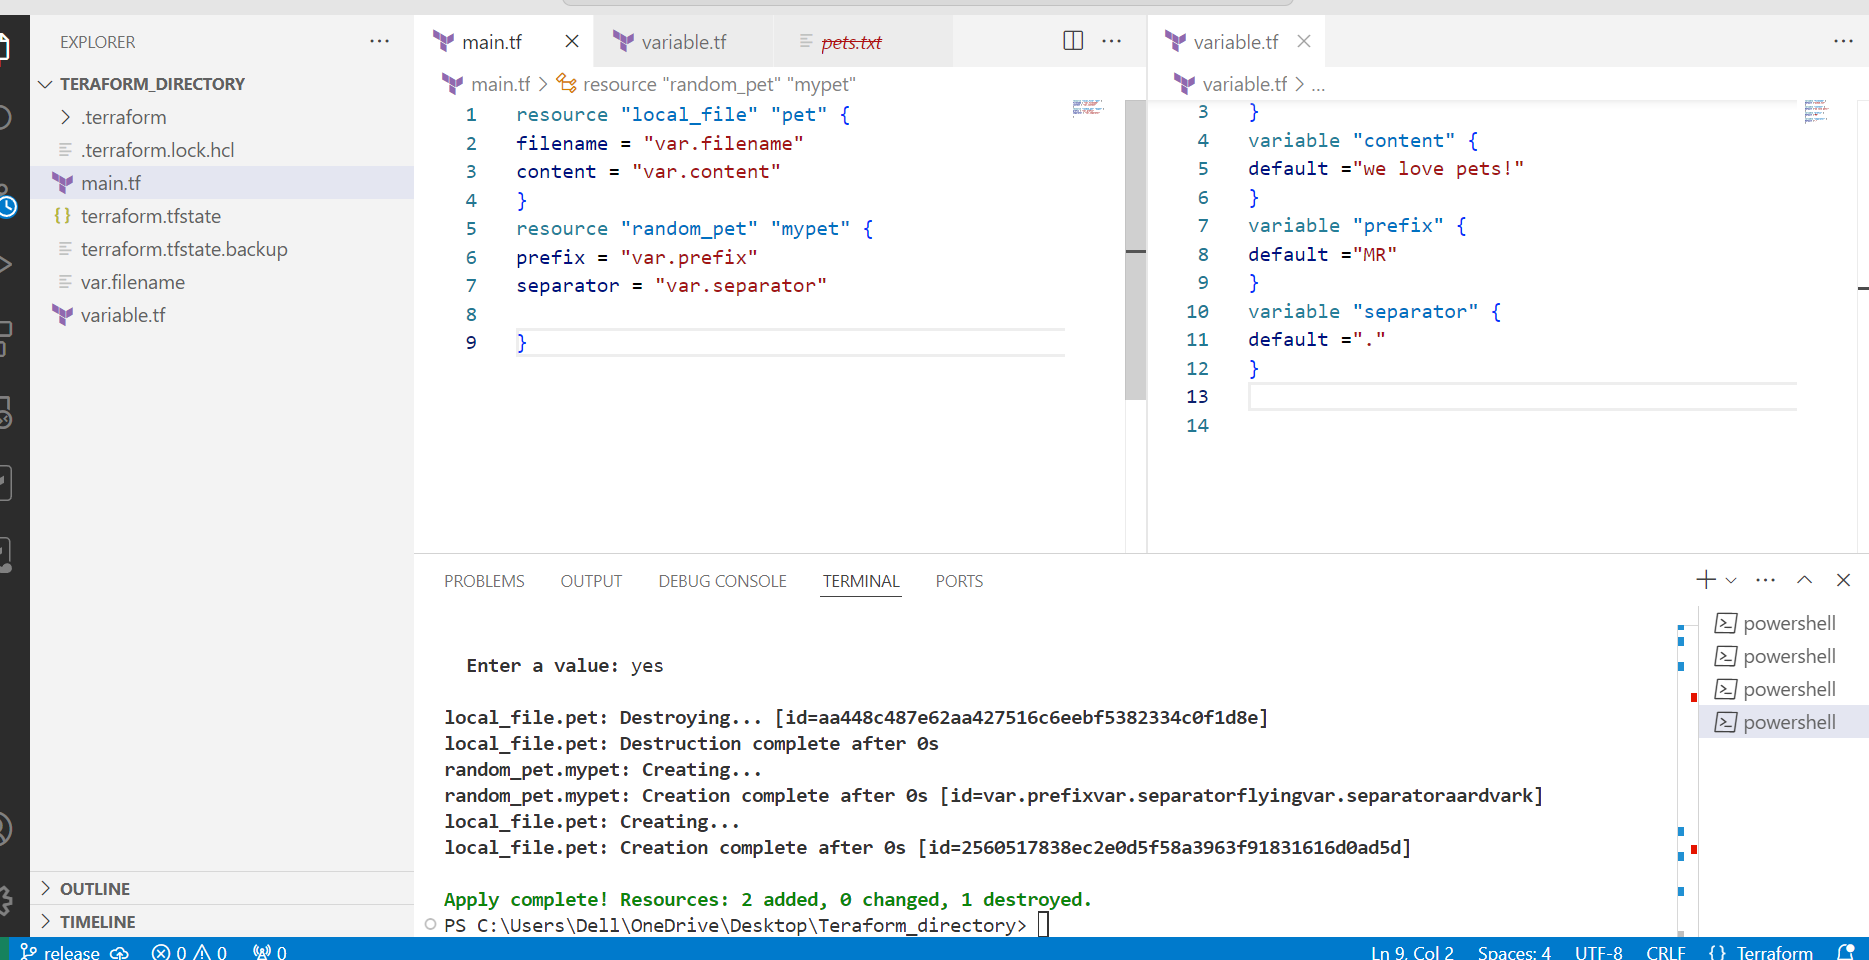 EXPLORER
TERAFORM_DIRECTORY
.terraform
.terraform.lock.hcl
main.tf
terraform.tfstate
terraform.tfstate.backup
var.filename
variable.tf
OUTLINE
TIMELINE
main.tf
variable.tf
pets.txt
main.tf > resource "random_pet" "mypet"
1 resource "local_file" "pet" {
2 filename = "var.filename"
3 content = "var.content"
4 }
5 resource "random_pet" "mypet" {
6 prefix = "var.prefix"
7 separator = "var.separator"
8
9 }
variable.tf
variable.tf > ...
3 }
4 variable "content" {
5 default ="we love pets!"
6 }
7 variable "prefix" {
8 default ="MR"
9 }
10 variable "separator" {
11 default ="."
12 }
13
14
PROBLEMS OUTPUT DEBUG CONSOLE TERMINAL PORTS
Enter a value: yes
local_file.pet: Destroying... [id=aa448c487e62aa427516c6eebf5382334c0f1d8e]
local_file.pet: Destruction complete after 0s
random_pet.mypet: Creating...
random_pet.mypet: Creation complete after 0s [id=var.prefixvar.separatorflyingvar.separatoraardvark]
local_file.pet: Creating...
local_file.pet: Creation complete after 0s [id=2560517838ec2e0d5f58a3963f91831616d0ad5d]
Apply complete! Resources: 2 added, 0 changed, 1 destroyed.
PS C:\Users\Dell\OneDrive\Desktop\Teraform_directory>
powershell
powershell
powershell
powershell
release 0 0 0 Ln 9, Col 2 Spaces: 4 UTF-8 CRLF {} Terraform